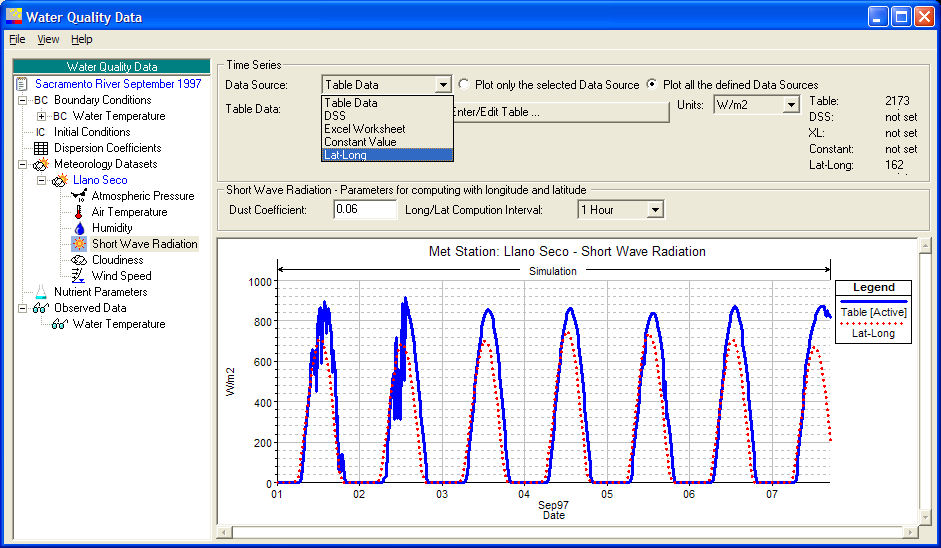 Water Quality Data
File View Help
Water Quality Data
Sacramento River September 1997
BC Boundary Conditions
BC Water Temperature
IC Initial Conditions
Dispersion Coefficients
Meteorology Datasets
Llano Seco
Atmospheric Pressure
Air Temperature
Humidity
Short Wave Radiation
Cloudiness
Wind Speed
Nutrient Parameters
Observed Data
Water Temperature
Time Series
Data Source: Table Data Plot only the selected Data Source Plot all the defined Data Sources
Table Data
DSS
Excel Worksheet
Constant Value
Lat-Long
Table Data: Enter/Edit Table ... Units: W/m2
Table: 2173
DSS: not set
XL: not set
Constant: not set
Lat-Long: 162
Short Wave Radiation - Parameters for computing with longitude and latitude
Dust Coefficient: 0.06 Long/Lat Compution Interval: 1 Hour
Met Station: Llano Seco - Short Wave Radiation
Simulation
1000
800
600
400
200
0
W/m2
01 02 03 04 05 06 07
Sep97
Date
Legend
Table [Active]
Lat-Long